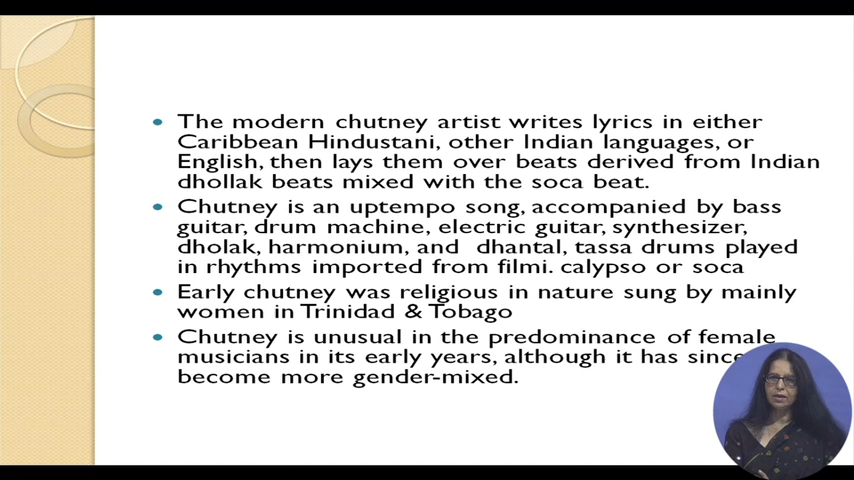 The modern chutney artist writes lyrics in either
Caribbean Hindustani, other Indian languages, or
English, then lays them over beats derived from Indian
dhollak beats mixed with the soca beat.
Chutney is an uptempo song, accompanied by bass
guitar, drum machine, electric guitar, synthesizer,
dholak, harmonium, and dhantal, tassa drums played
in rhythms imported from filmi. calypso or soca
Early chutney was religious in nature sung by mainly
women in Trinidad & Tobago
Chutney is unusual in the predominance of female
musicians in its early years, although it has since
become more gender-mixed.